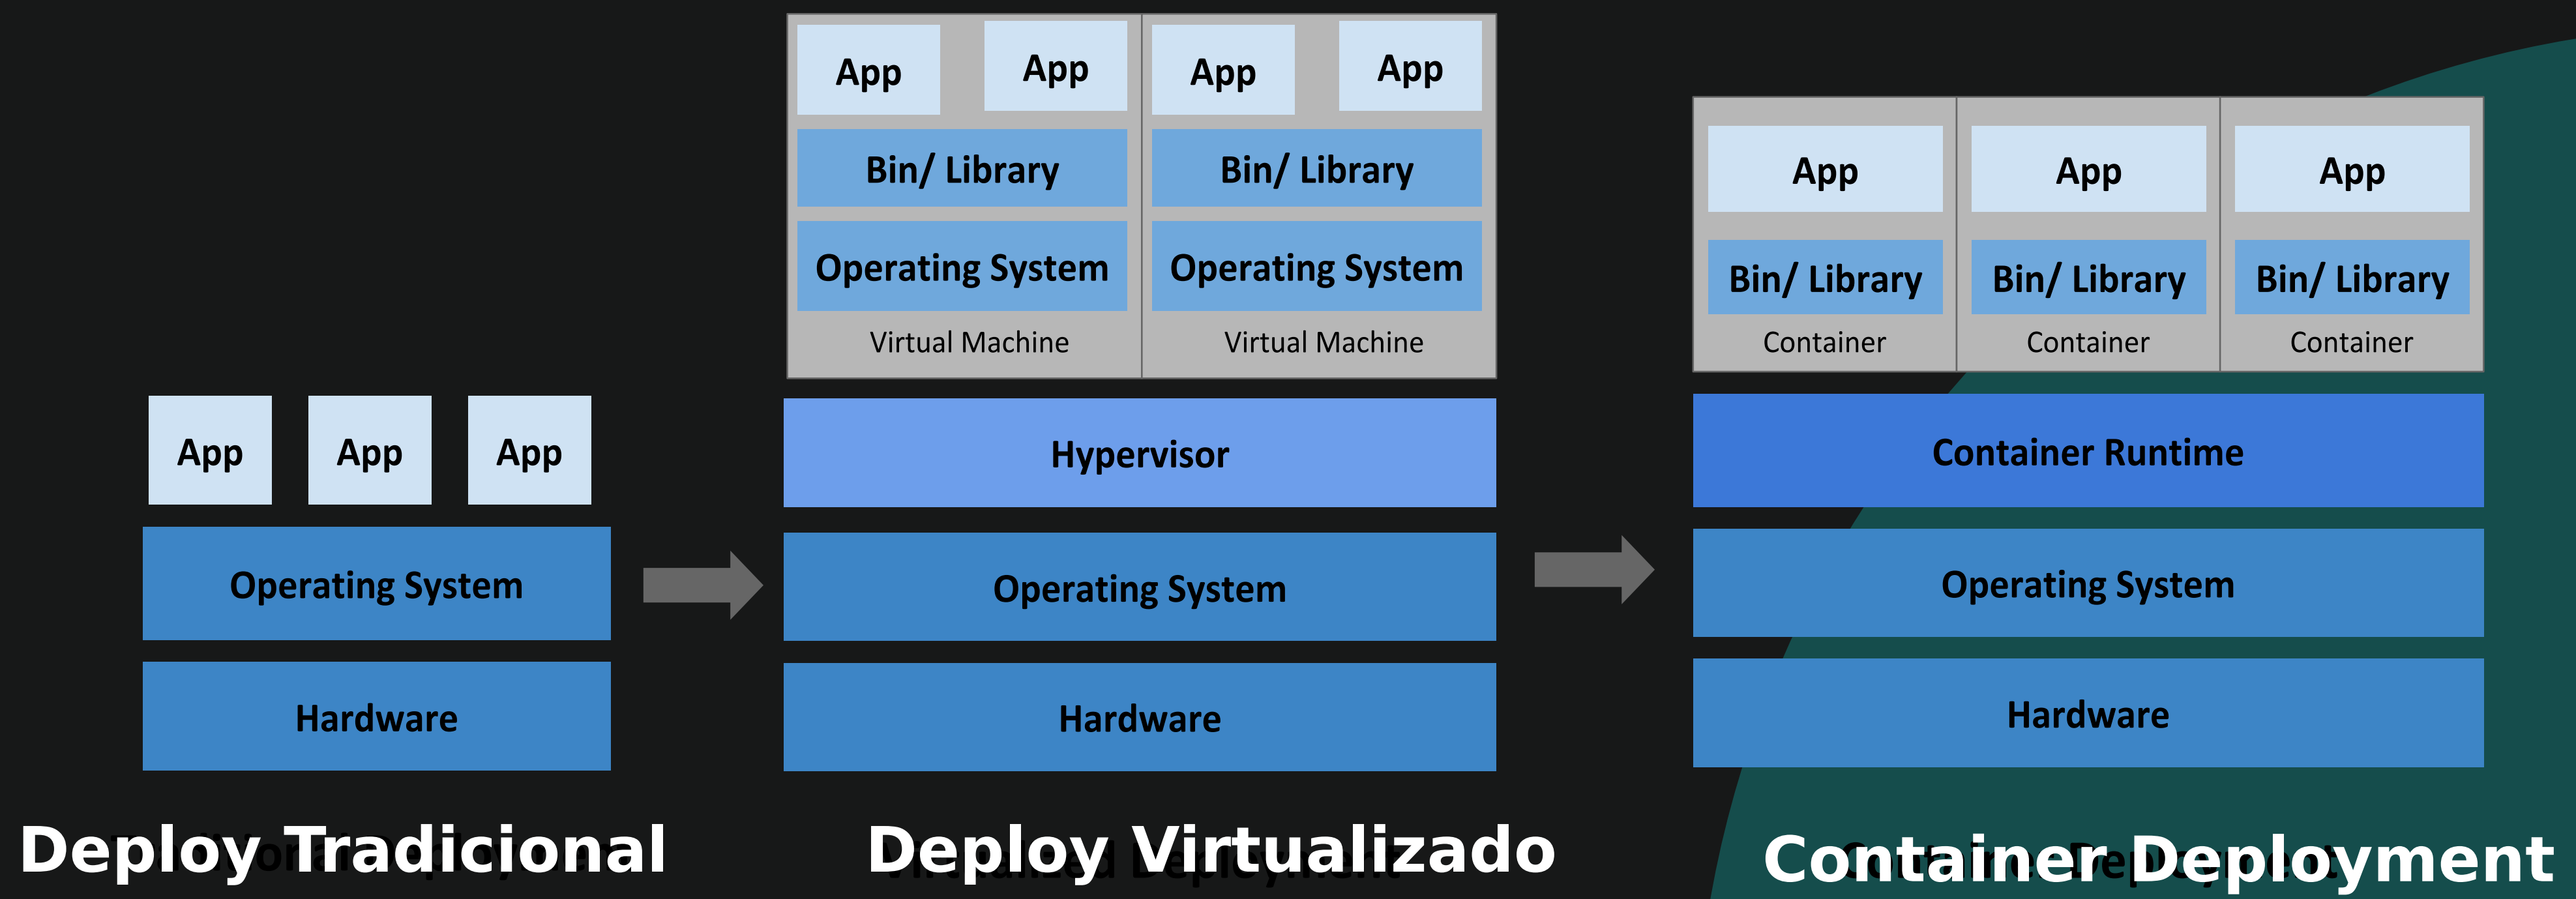 App
App
App
Operating System
Hardware
Deploy Tradicional
App
App
App
App
Bin/ Library
Bin/ Library
Operating System
Operating System
Virtual Machine
Virtual Machine
Hypervisor
Operating System
Hardware
Deploy Virtualizado
App
App
App
Bin/ Library
Bin/ Library
Bin/ Library
Container
Container
Container
Container Runtime
Operating System
Hardware
Container Deployment